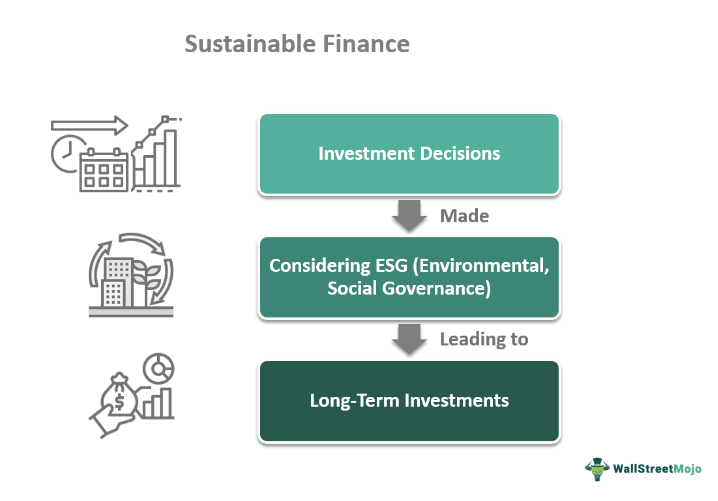 Sustainable Finance
Investment Decisions
Made
Considering ESG (Environmental,
Social Governance)
Leading to
$
Long-Term Investments
WallStreetMojo